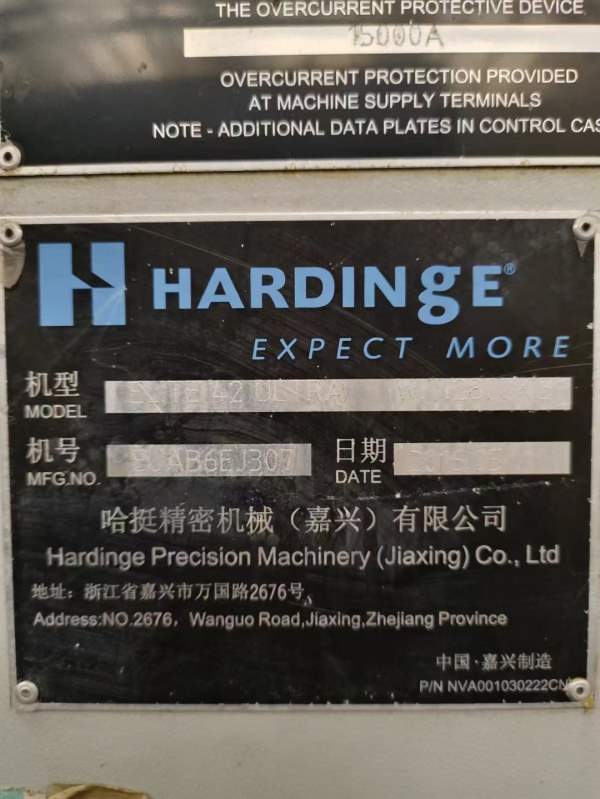 THE OVERCURRENT PROTECTIVE DEVICE
15000A
OVERCURRENT PROTECTION PROVIDED
AT MACHINE SUPPLY TERMINALS
NOTE - ADDITIONAL DATA PLATES IN CONTROL CAS
H HARDINGE®
EXPECT MORE
机型 ELITE 42 ULTRA
MODEL
机号 日期
MFG.NO. DATE
哈挺精密机械（嘉兴）有限公司
Hardinge Precision Machinery (Jiaxing) Co., Ltd
地址：浙江省嘉兴市万国路2676号
Address:NO.2676, Wanguo Road,Jiaxing,Zhejiang Province
中国·嘉兴制造
P/N NVA001030222CN